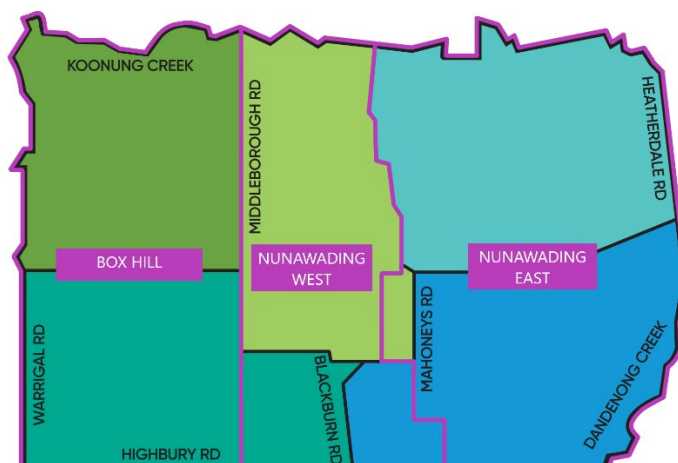 KOONUNG CREEK
MIDDLEBOROUGH RD
HEATHERDALE RD
BOX HILL
NUNAWADING
WEST
NUNAWADING
EAST
WARRIGAL RD
MAHONEYS RD
BLACKBURN RD
DANDENONG CREEK
HIGHBURY RD